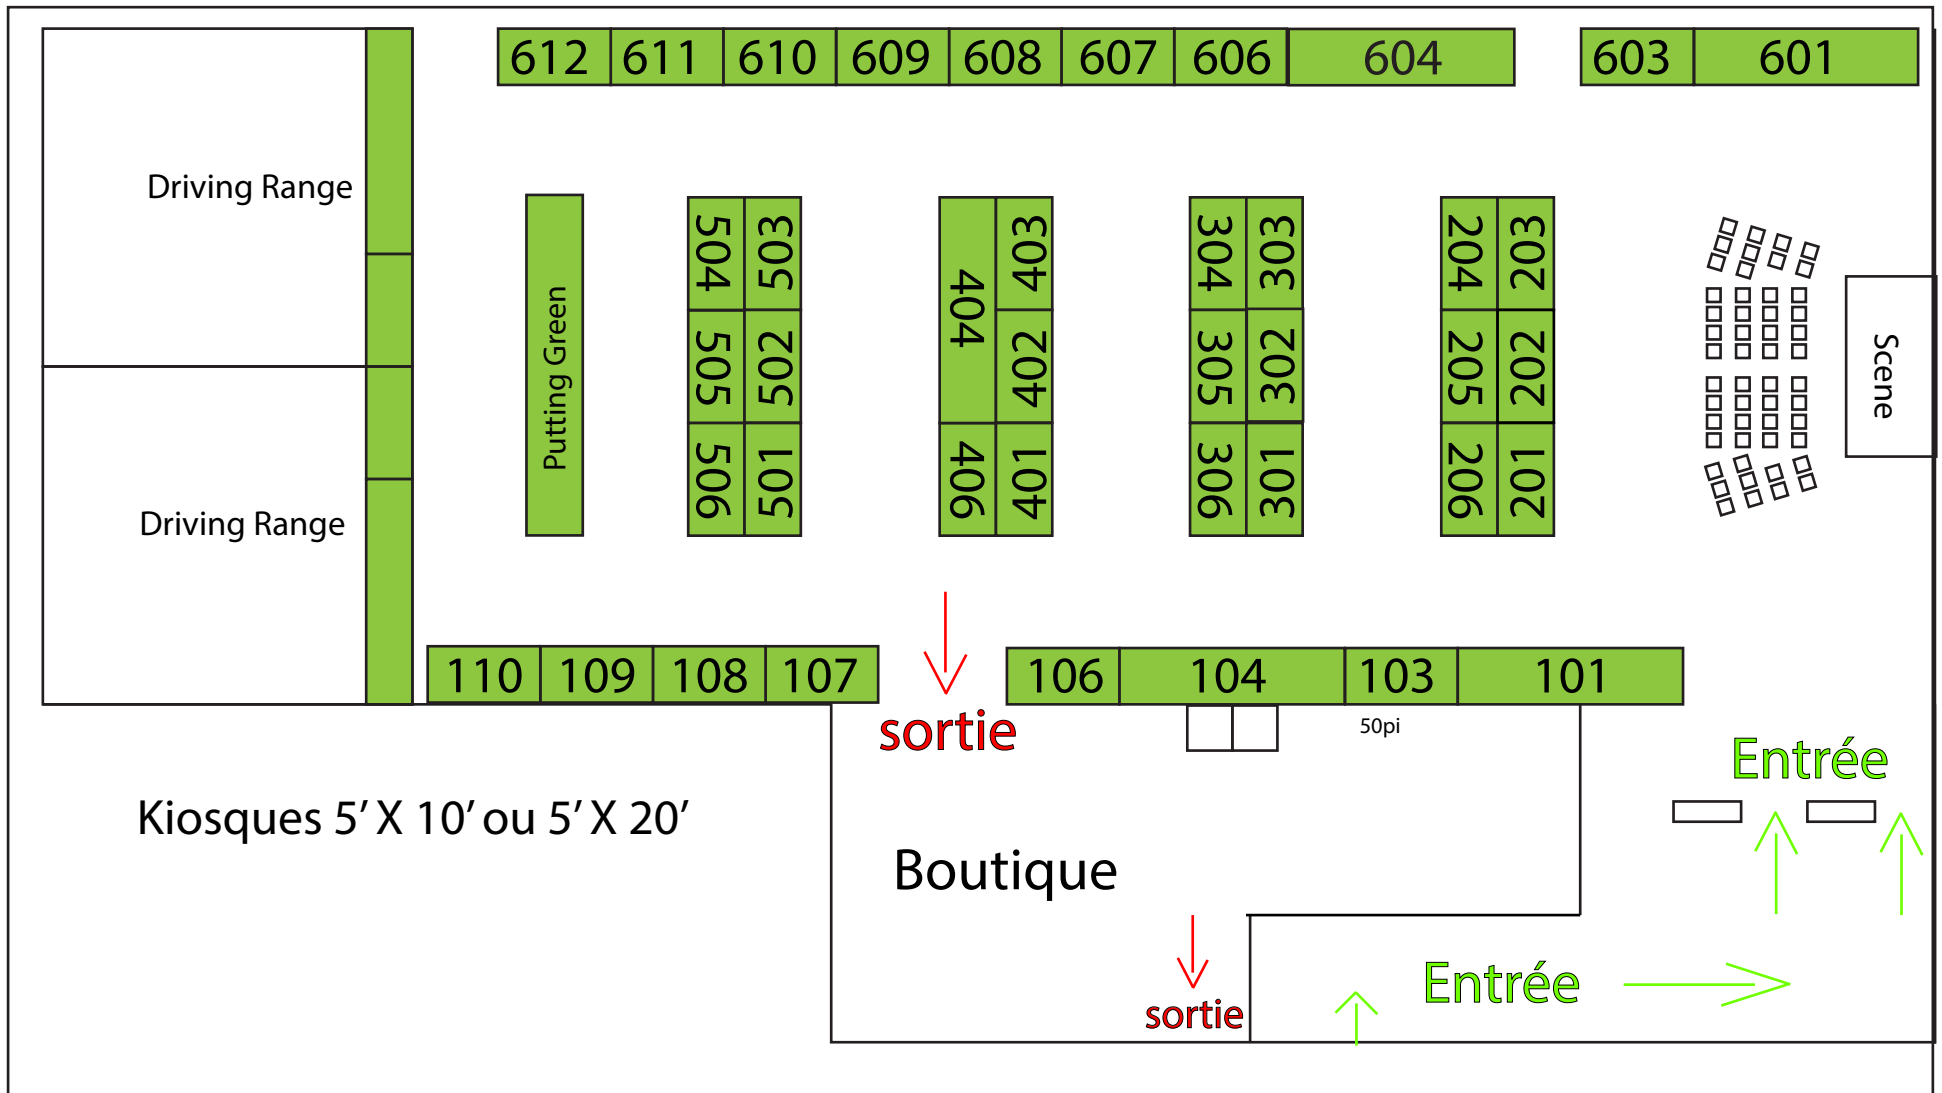 612 611 610 609 608 607 606 604 603 601
Driving Range
Putting Green
504 503
505 502
506 501
404 403
402
406 401
304 303
305 302
306 301
204 203
205 202
206 201
Scene
Driving Range
110 109 108 107
106 104 103 101
sortie
50pi
Entrée
Kiosques 5’ X 10’ ou 5’ X 20’
Boutique
Entrée
sortie